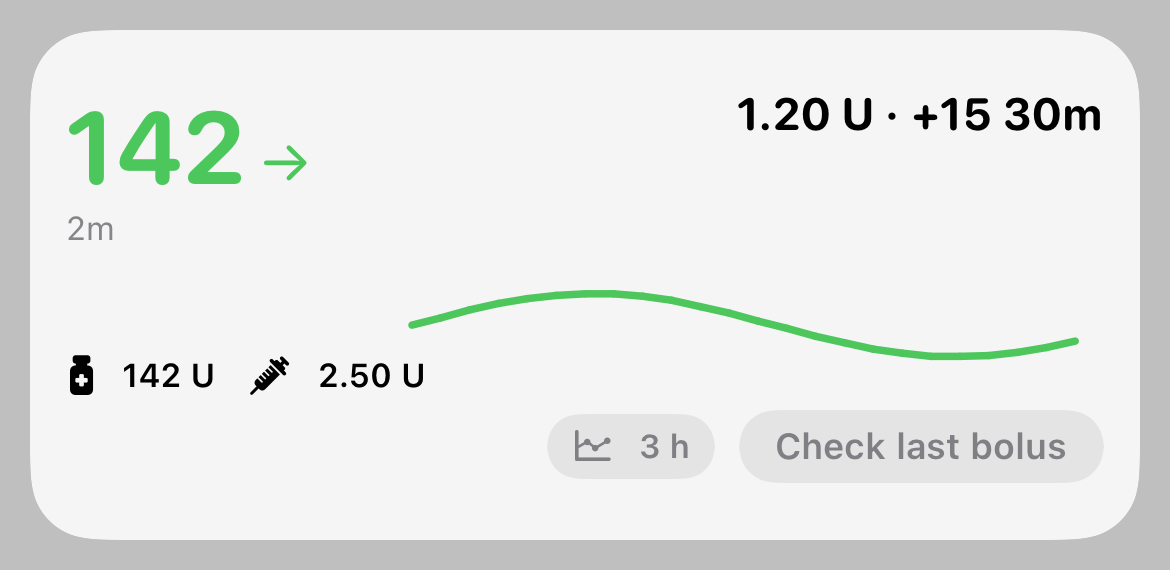 142 →
1.20 U · +15 30m
2m
142 U 2.50 U
3 h
Check last bolus